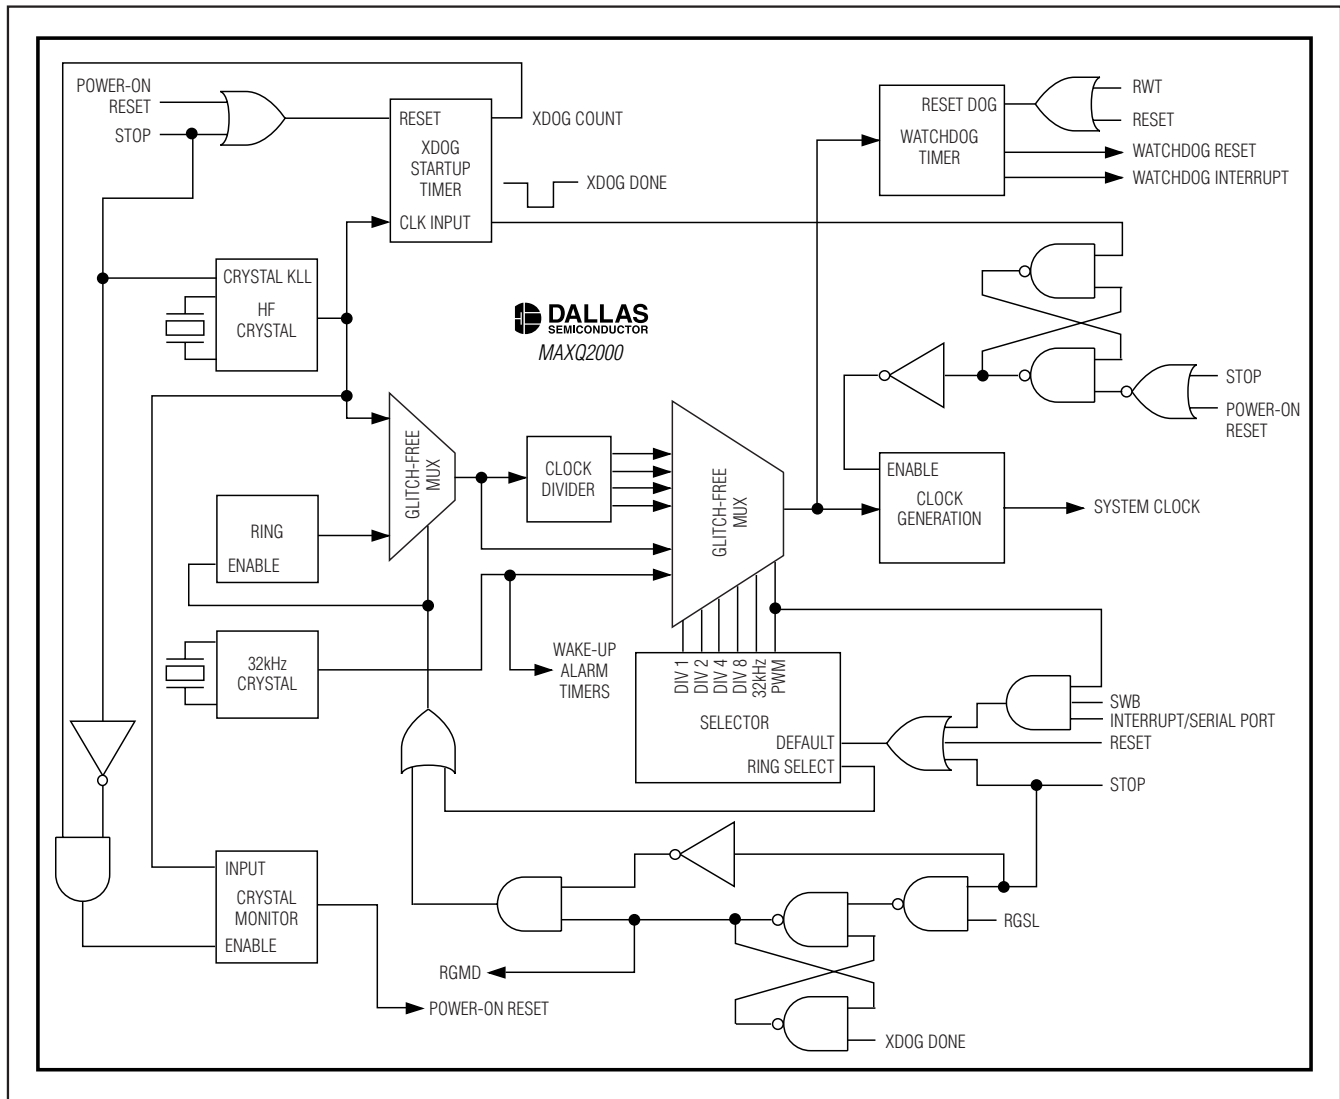 POWER-ON
RESET
STOP
RESET
XDOG
STARTUP
TIMER
CLK INPUT
XDOG COUNT
XDOG DONE
RESET DOG
WATCHDOG
TIMER
RWT
RESET
WATCHDOG RESET
WATCHDOG INTERRUPT
CRYSTAL KLL
HF
CRYSTAL
DALLAS
SEMICONDUCTOR
MAXQ2000
STOP
POWER-ON
RESET
GLITCH-FREE
MUX
CLOCK
DIVIDER
GLITCH-FREE
MUX
ENABLE
CLOCK
GENERATION
SYSTEM CLOCK
RING
ENABLE
32kHz
CRYSTAL
WAKE-UP
ALARM
TIMERS
DIV 1
DIV 2
DIV 4
DIV 8
32kHz
PWM
SELECTOR
DEFAULT
RING SELECT
SWB
INTERRUPT/SERIAL PORT
RESET
STOP
INPUT
CRYSTAL
MONITOR
ENABLE
RGSL
RGMD
POWER-ON RESET
XDOG DONE